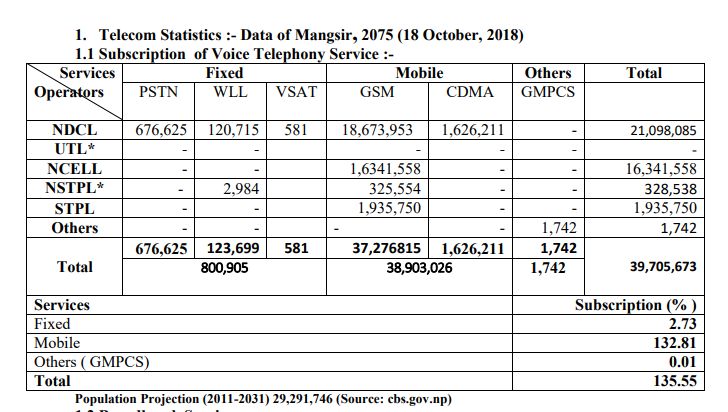 1. Telecom Statistics :- Data of Mangsir, 2075 (18 October, 2018)
1.1 Subscription of Voice Telephony Service :-
Services Fixed Mobile Others Total
Operators PSTN WLL VSAT GSM CDMA GMPCS
NDCL 676,625 120,715 581 18,673,953 1,626,211 - 21,098,085
UTL* - - - - - -
NCELL - - 1,6341,558 - - 16,341,558
NSTPL* - 2,984 325,554 - - 328,538
STPL - - 1,935,750 - - 1,935,750
Others - - - - 1,742 1,742
676,625 123,699 581 37,276815 1,626,211 1,742
Total 800,905 38,903,026 1,742 39,705,673
Services Subscription (% )
Fixed 2.73
Mobile 132.81
Others ( GMPCS) 0.01
Total 135.55
Population Projection (2011-2031) 29,291,746 (Source: cbs.gov.np)